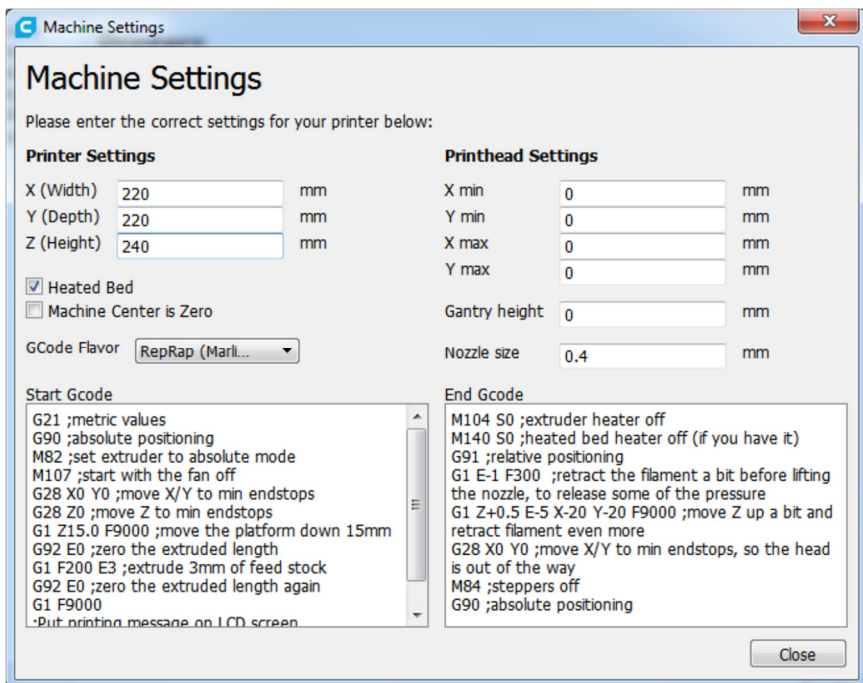 Machine Settings
Machine Settings
Please enter the correct settings for your printer below:
Printer Settings
X (Width) 220 mm
Y (Depth) 220 mm
Z (Height) 240 mm
Heated Bed
Machine Center is Zero
GCode Flavor RepRap (Marli...
Start Gcode
G21 ;metric values
G90 ;absolute positioning
M82 ;set extruder to absolute mode
M107 ;start with the fan off
G28 X0 Y0 ;move X/Y to min endstops
G28 Z0 ;move Z to min endstops
G1 Z15.0 F9000 ;move the platform down 15mm
G92 E0 ;zero the extruded length
G1 F200 E3 ;extrude 3mm of feed stock
G92 E0 ;zero the extruded length again
G1 F9000
;Put printing message on LCD screen
Printhead Settings
X min 0 mm
Y min 0 mm
X max 0 mm
Y max 0 mm
Gantry height 0 mm
Nozzle size 0.4 mm
End Gcode
M104 S0 ;extruder heater off
M140 S0 ;heated bed heater off (if you have it)
G91 ;relative positioning
G1 E-1 F300  ;retract the filament a bit before lifting
the nozzle, to release some of the pressure
G1 Z+0.5 E-5 X-20 Y-20 F9000 ;move Z up a bit and
retract filament even more
G28 X0 Y0 ;move X/Y to min endstops, so the head
is out of the way
M84 ;steppers off
G90 ;absolute positioning
Close